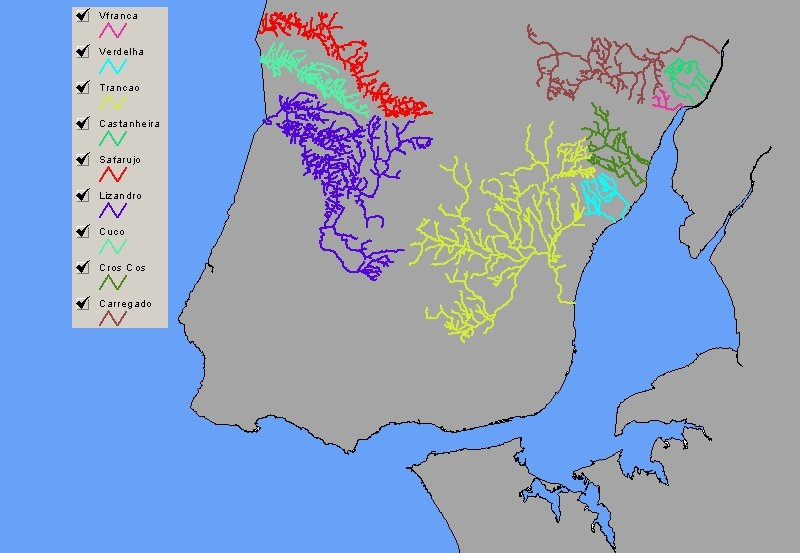 Vfranca
Verdelha
Trancao
Castanheira
Safarujo
Lizandro
Cuco
Cros Cos
Carregado